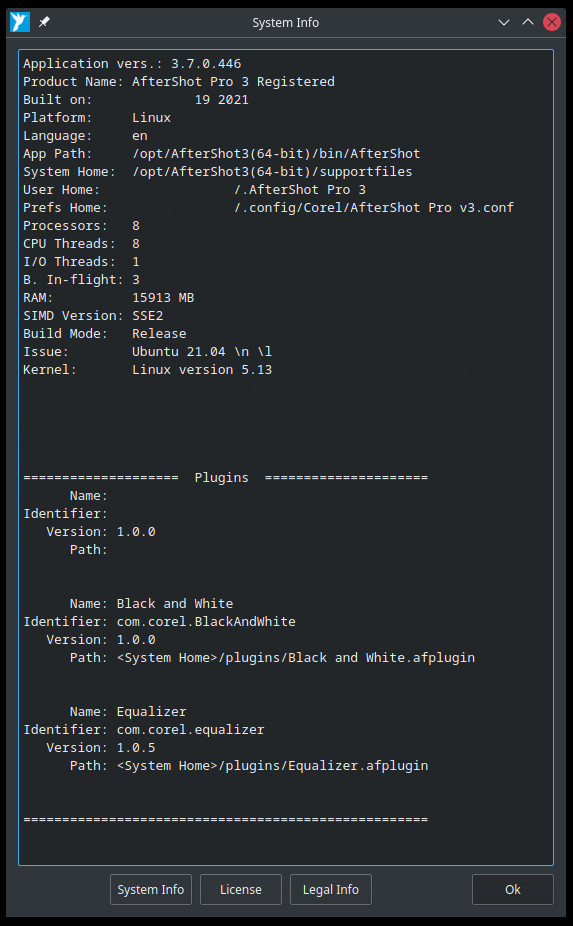 System Info
Application vers.: 3.7.0.446
Product Name: AfterShot Pro 3 Registered
Built on: 19 2021
Platform: Linux
Language: en
App Path: /opt/AfterShot3(64-bit)/bin/AfterShot
System Home: /opt/AfterShot3(64-bit)/supportfiles
User Home: /.AfterShot Pro 3
Prefs Home: /.config/Corel/AfterShot Pro v3.conf
Processors: 8
CPU Threads: 8
I/O Threads: 1
B. In-flight: 3
RAM: 15913 MB
SIMD Version: SSE2
Build Mode: Release
Issue: Ubuntu 21.04 \n \l
Kernel: Linux version 5.13
==================== Plugins =====================
Name:
Identifier:
Version: 1.0.0
Path:
Name: Black and White
Identifier: com.corel.BlackAndWhite
Version: 1.0.0
Path: <System Home>/plugins/Black and White.afplugin
Name: Equalizer
Identifier: com.corel.equalizer
Version: 1.0.5
Path: <System Home>/plugins/Equalizer.afplugin
====================================================
System Info License Legal Info Ok